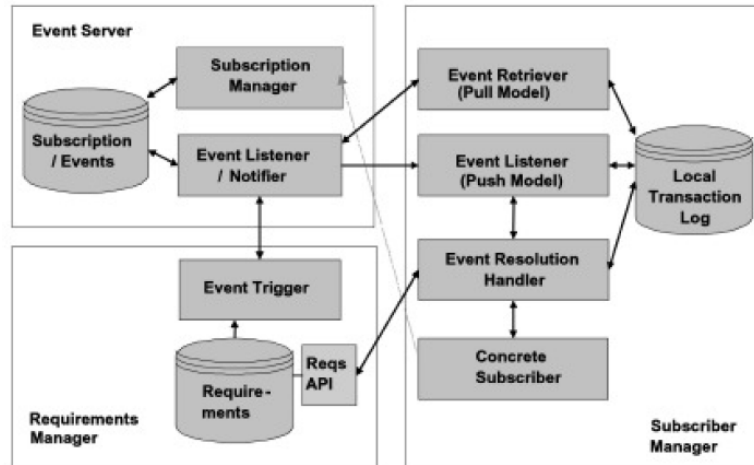 Event Server
Subscription
Manager
Subscription
/ Events
Event Listener
/ Notifier
Event Retriever
(Pull Model)
Event Listener
(Push Model)
Local
Transaction
Log
Event Resolution
Handler
Concrete
Subscriber
Subscriber
Manager
Event Trigger
Reqs
API
Require-
ments
Requirements
Manager